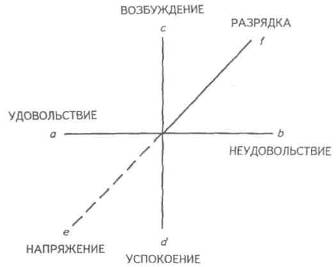 ВОЗБУЖДЕНИЕ
c
РАЗРЯДКА
f
УДОВОЛЬСТВИЕ
a
b
НЕУДОВОЛЬСТВИЕ
e
НАПРЯЖЕНИЕ
d
УСПОКОЕНИЕ